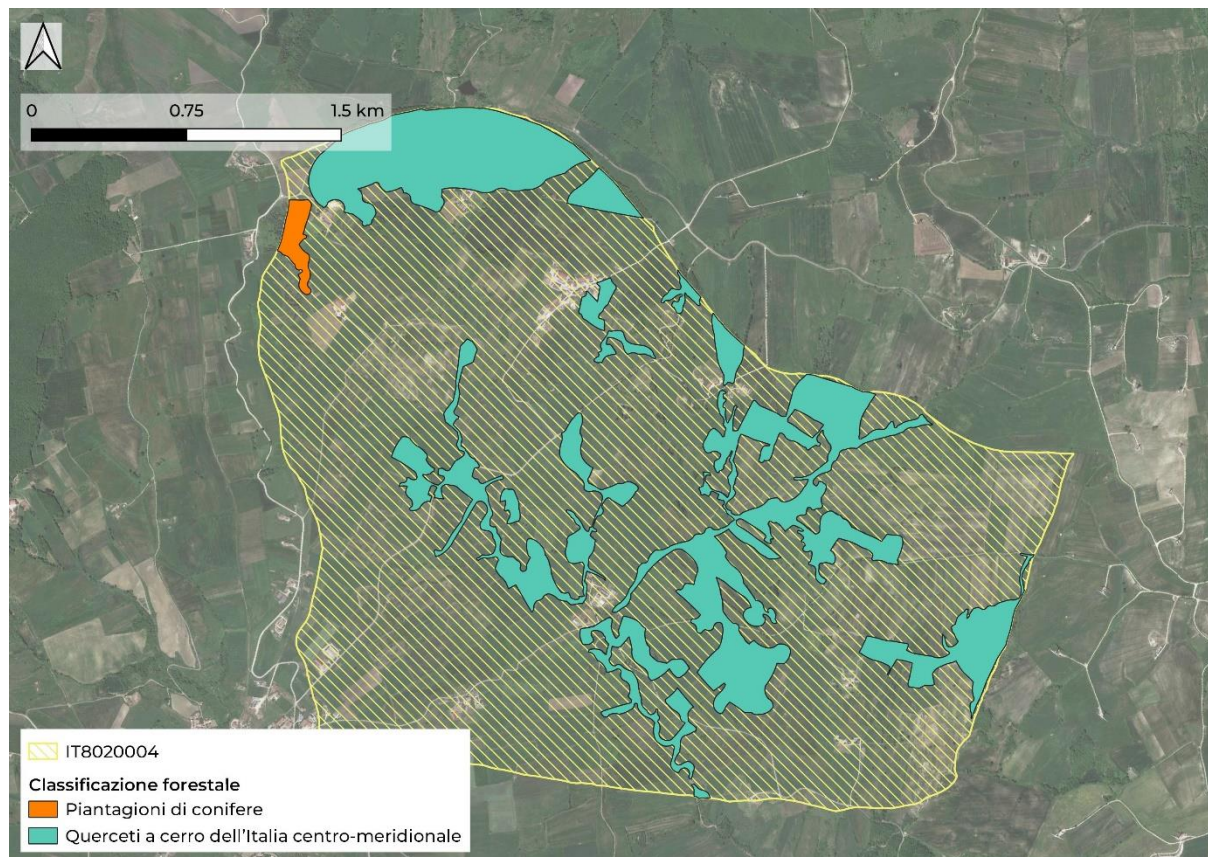 0 0.75 1.5 km
IT8020004
Classificazione forestale
Piantagioni di conifere
Querceti a cerro dell'Italia centro-meridionale